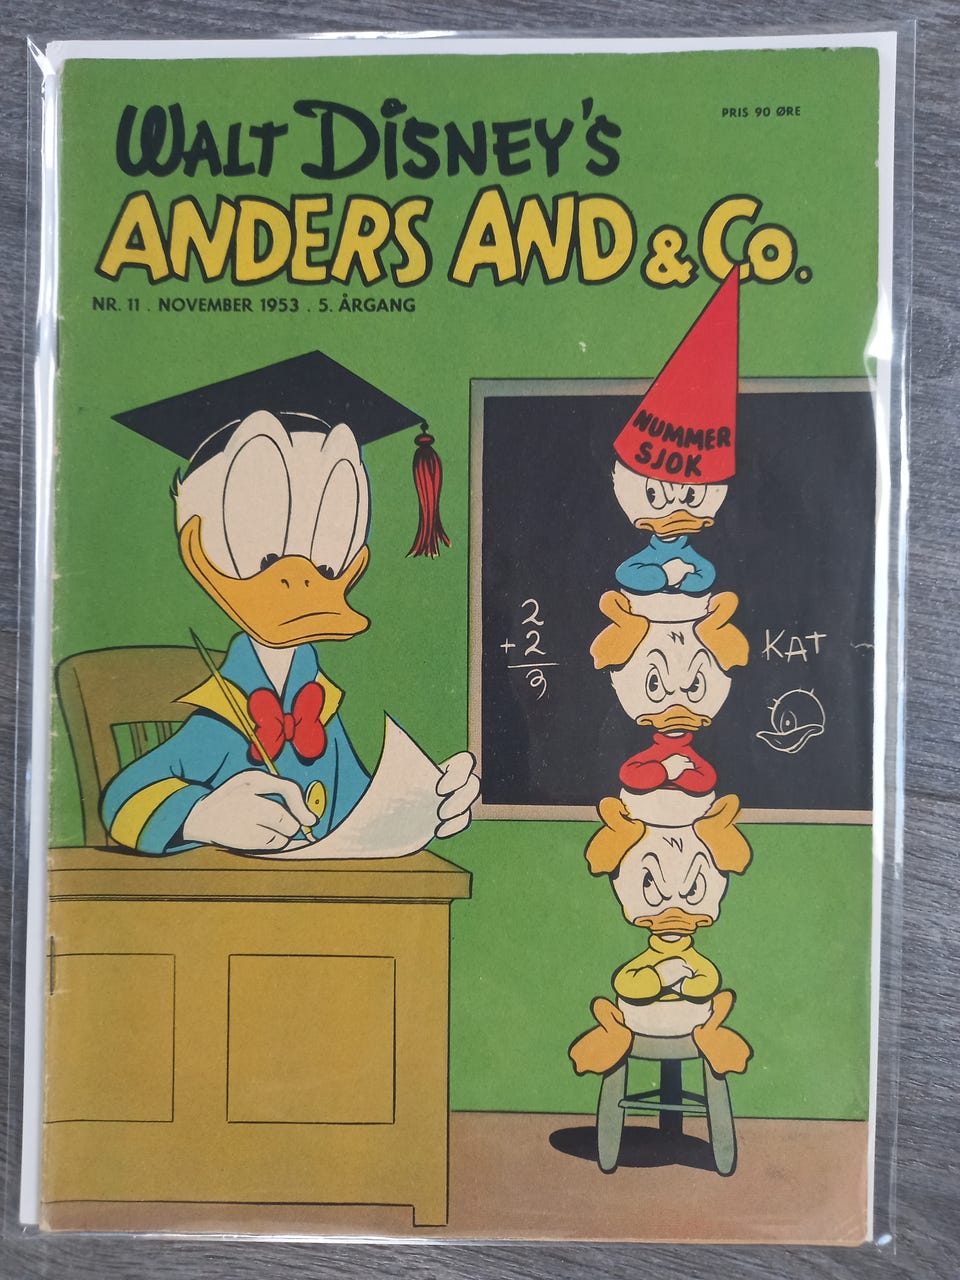 WALT DISNEY'S
PRIS 90 ØRE
ANDERS AND & CO.
NR. 11 . NOVEMBER 1953 . 5. ÅRGANG
NUMMER
SJOK
2
+2
3
KAT